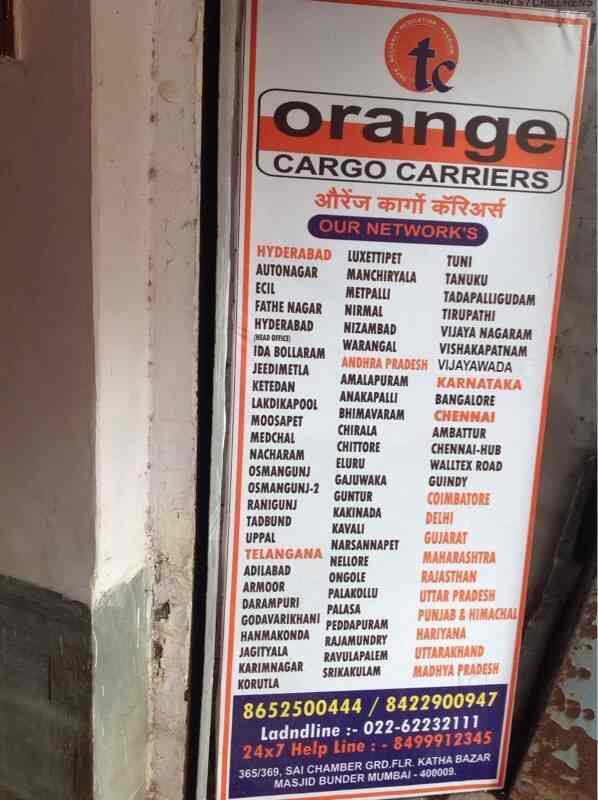 tc
orange
CARGO CARRIERS
औरेंज कार्गो कॅरिअर्स
OUR NETWORK'S
HYDERABAD
AUTONAGAR
ECIL
FATHE NAGAR
HYDERABAD
(HEAD OFFICE)
IDA BOLLARAM
JEEDIMETLA
KETEDAN
LAKDIKAPOOL
MOOSAPET
MEDCHAL
NACHARAM
OSMANGUNJ
OSMANGUNJ-2
RANIGUNJ
TADBUND
UPPAL
TELANGANA
ADILABAD
ARMOOR
DARAMPURI
GODAVARIKHANI
HANMAKONDA
JAGITYALA
KARIMNAGAR
KORUTLA
LUXETTIPET
MANCHIRYALA
METPALLI
NIRMAL
NIZAMBAD
WARANGAL
ANDHRA PRADESH
AMALAPURAM
ANAKAPALLI
BHIMAVARAM
CHIRALA
CHITTORE
ELURU
GAJUWAKA
GUNTUR
KAKINADA
KAVALI
NARSANNAPET
NELLORE
ONGOLE
PALAKOLLU
PALASA
PEDDAPURAM
RAJAMUNDRY
RAVULAPALEM
SRIKAKULAM
TUNI
TANUKU
TADAPALLIGUDAM
TIRUPATHI
VIJAYA NAGARAM
VISHAKAPATNAM
VIJAYAWADA
KARNATAKA
BANGALORE
CHENNAI
AMBATTUR
CHENNAI-HUB
WALLTEX ROAD
GUINDY
COIMBATORE
DELHI
GUJARAT
MAHARASHTRA
RAJASTHAN
UTTAR PRADESH
PUNJAB & HIMACHAL
HARIYANA
UTTARAKHAND
MADHYA PRADESH
8652500444 / 8422900947
Ladndline :- 022-62232111
24x7 Help Line : - 8499912345
365/369, SAI CHAMBER GRD.FLR. KATHA BAZAR
MASJID BUNDER MUMBAI - 400009.